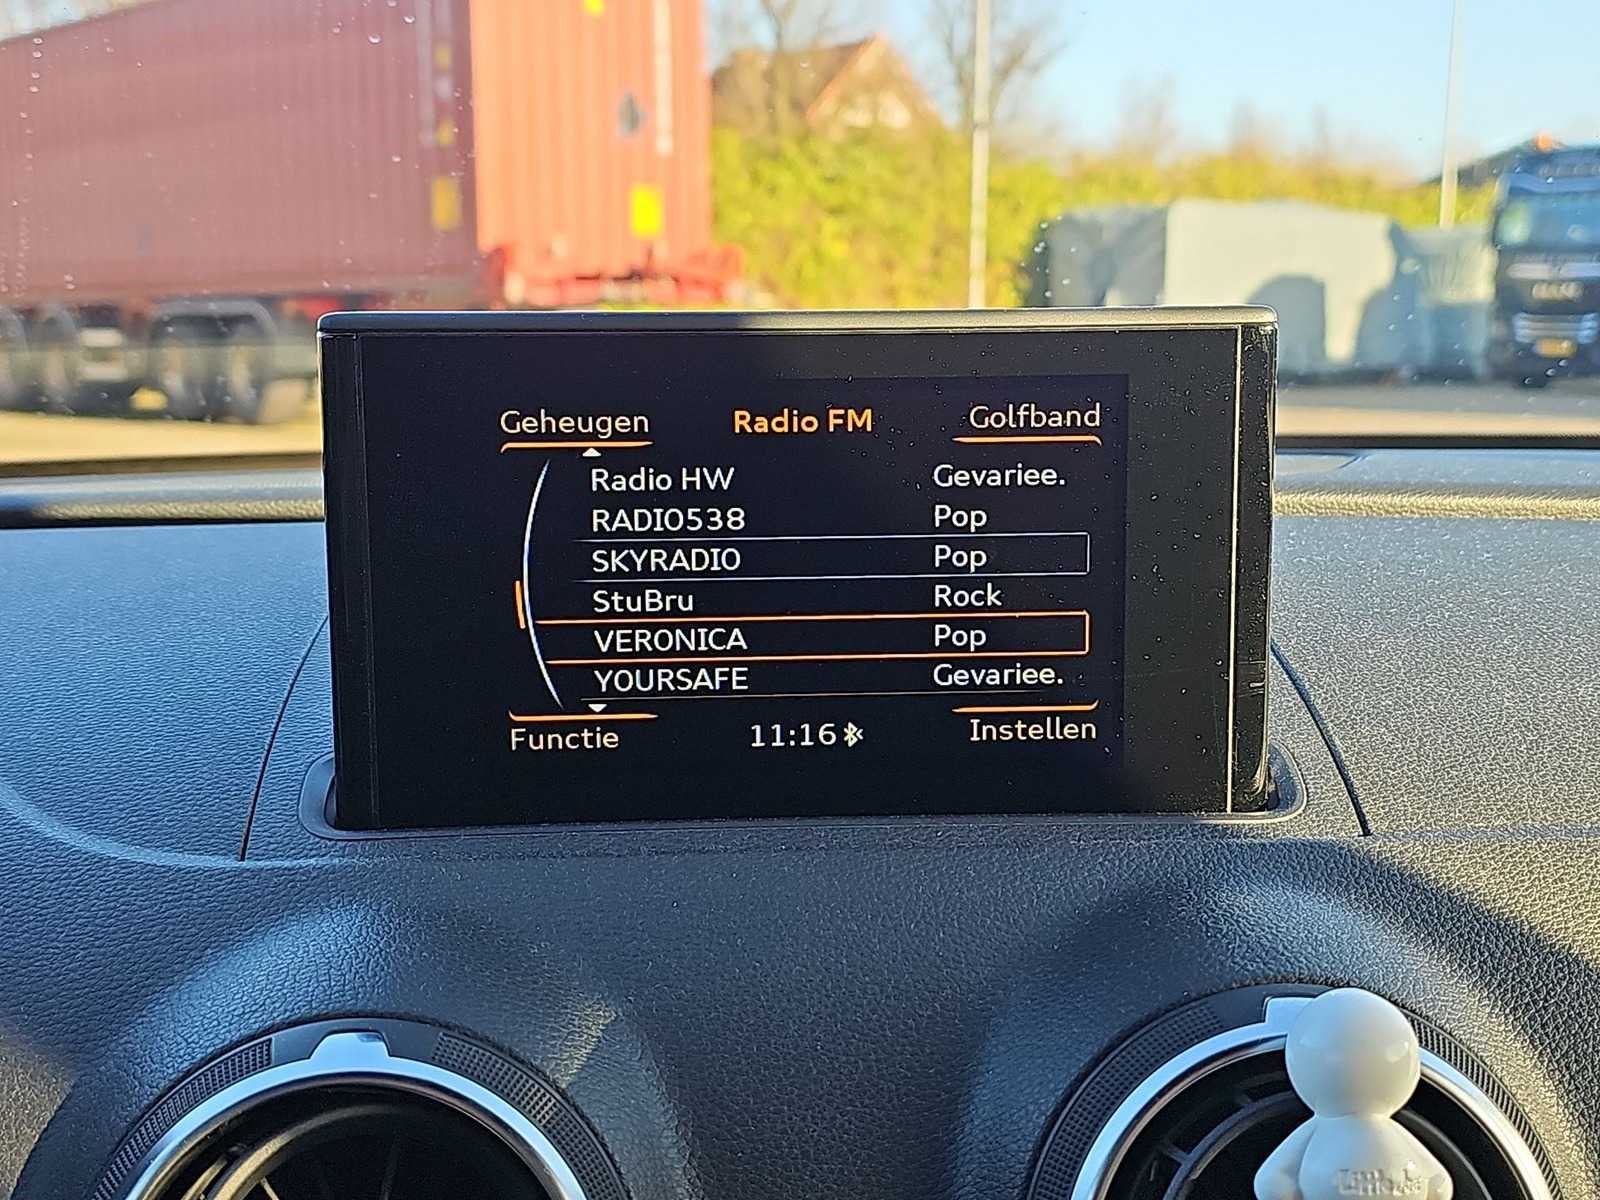 Geheugen Radio FM Golfband
Radio HW Gevariee.
RADIO538 Pop
SKYRADIO Pop
StuBru Rock
VERONICA Pop
YOURSAFE Gevariee.
Functie 11:16 Instellen